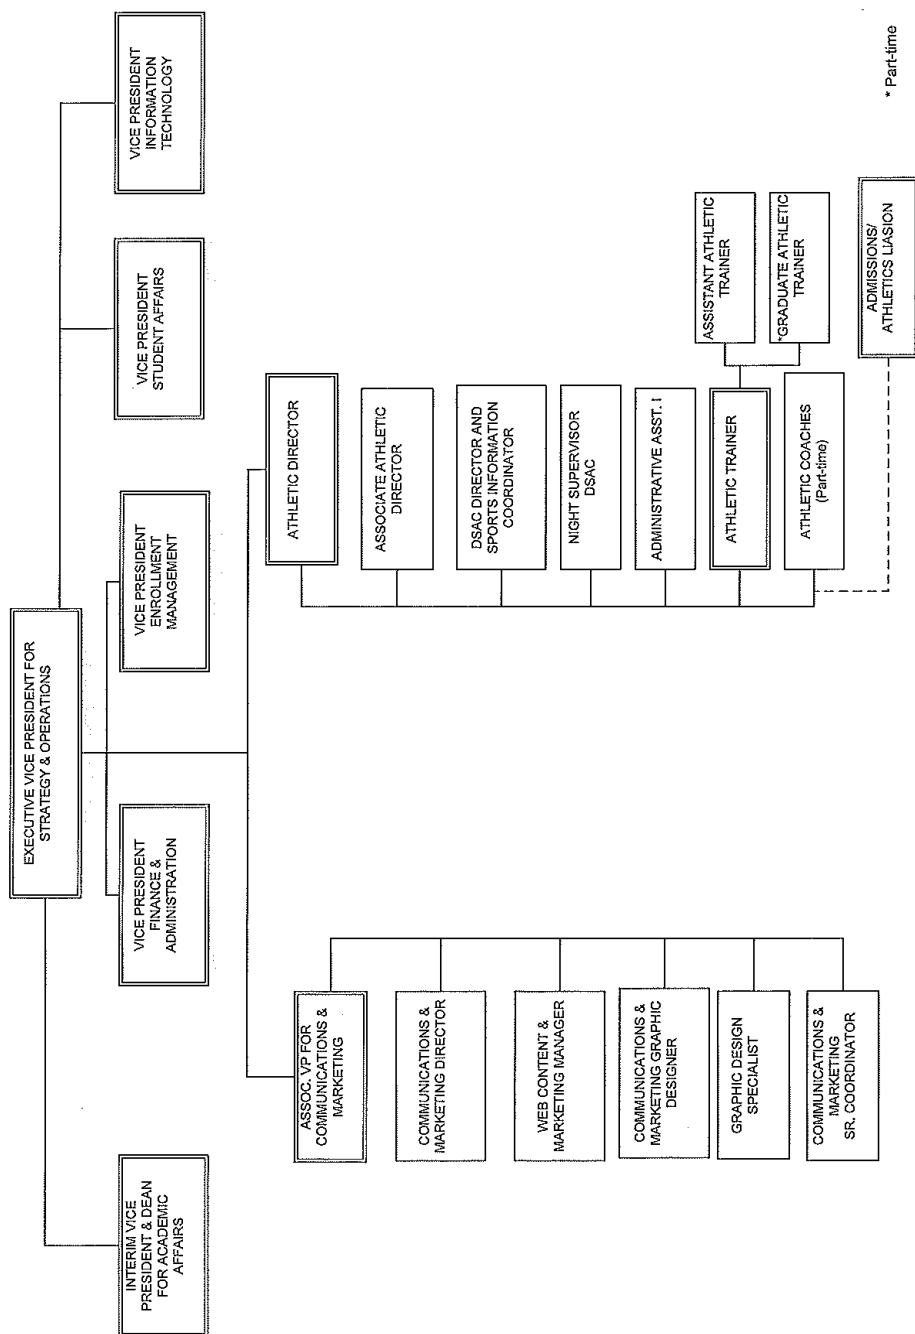 EXECUTIVE VICE PRESIDENT FOR
STRATEGY & OPERATIONS
INTERIM VICE
PRESIDENT & DEAN
FOR ACADEMIC
AFFAIRS
VICE PRESIDENT
FINANCE &
ADMINISTRATION
VICE PRESIDENT
ENROLLMENT
MANAGEMENT
VICE PRESIDENT
STUDENT AFFAIRS
VICE PRESIDENT
INFORMATION
TECHNOLOGY
ASSOC. VP FOR
COMMUNICATIONS &
MARKETING
COMMUNICATIONS &
MARKETING DIRECTOR
WEB CONTENT &
MARKETING MANAGER
COMMUNICATIONS &
MARKETING GRAPHIC
DESIGNER
GRAPHIC DESIGN
SPECIALIST
COMMUNICATIONS &
MARKETING
SR. COORDINATOR
ATHLETIC DIRECTOR
ASSOCIATE ATHLETIC
DIRECTOR
DSAC DIRECTOR AND
SPORTS INFORMATION
COORDINATOR
NIGHT SUPERVISOR
DSAC
ADMINISTRATIVE ASST. I
ATHLETIC TRAINER
ASSISTANT ATHLETIC
TRAINER
*GRADUATE ATHLETIC
TRAINER
ATHLETIC COACHES
(Part-time)
ADMISSIONS/
ATHLETICS LIASION
* Part-time